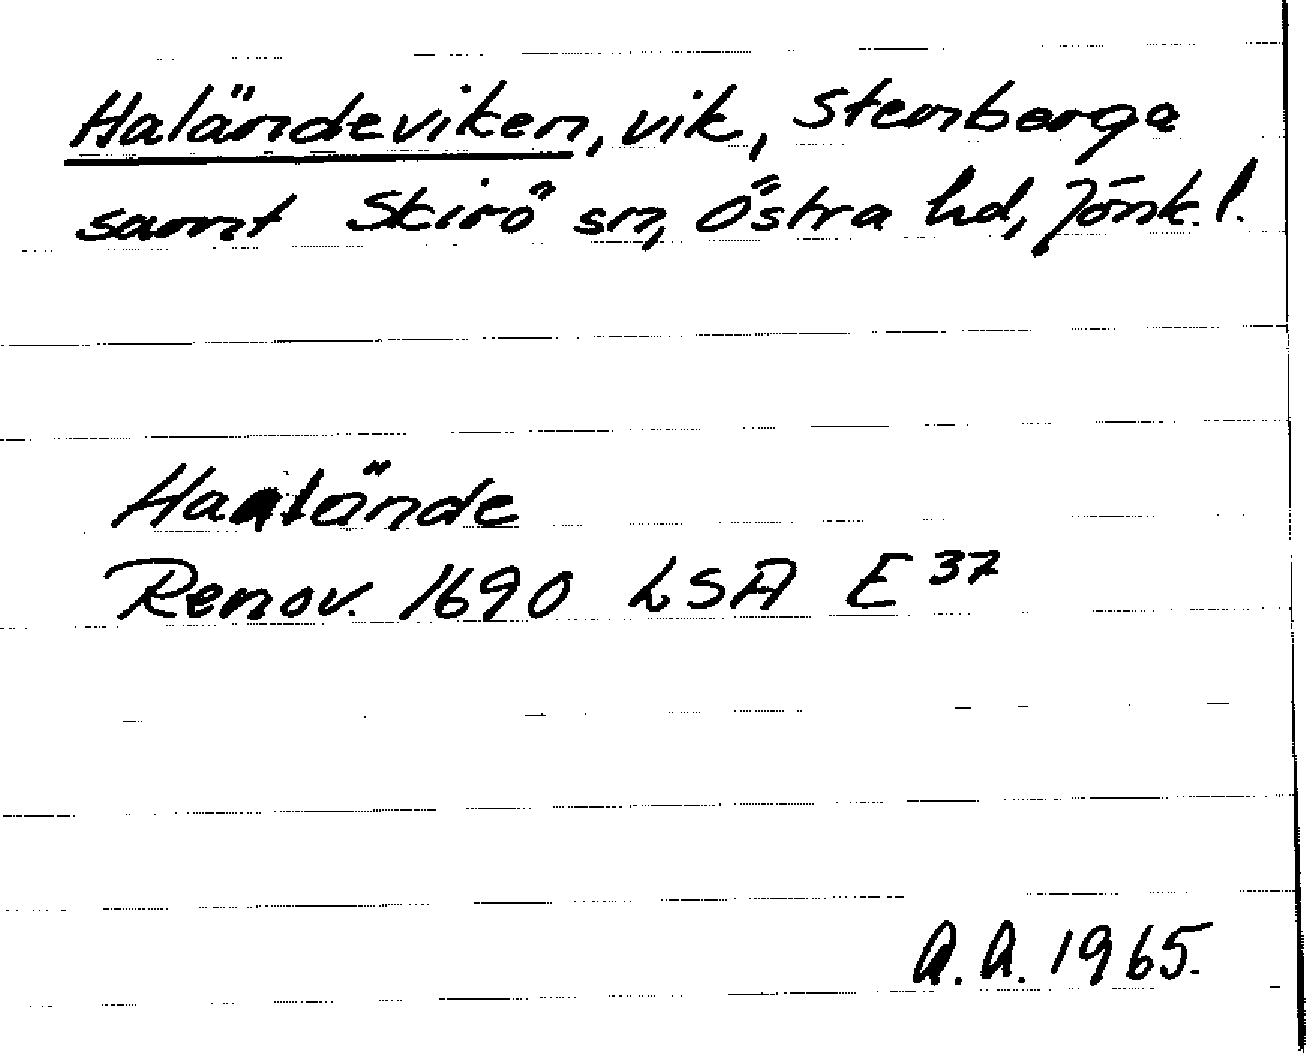 Haländeviken, vik, Stenberga
samt Skirö sn, Östra hd, Jönk. l.
Haalände
Renov. 1690 LSA E 37
A. A. 1965.